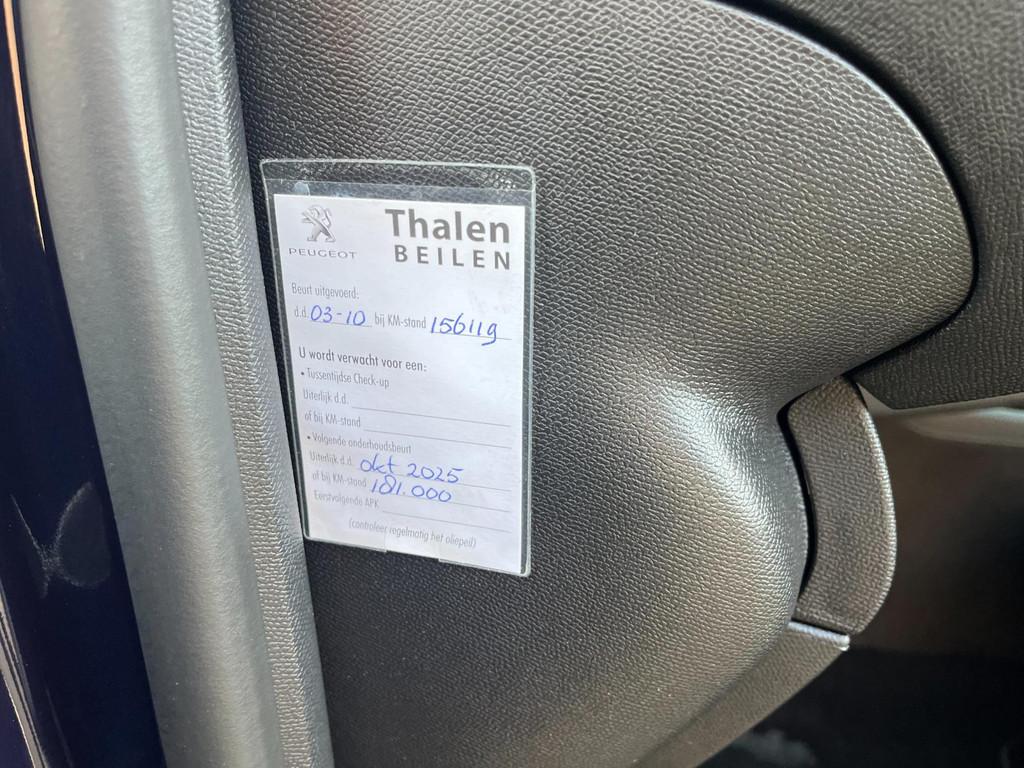 PEUGEOT
Thalen
BEILEN
Beurt uitgevoerd:
d.d. 03-10 bij KM-stand 156119
U wordt verwacht voor een:
• Tussentijdse Check-up
Uiterlijk d.d.
of bij KM-stand
• Volgende onderhoudsbeurt
Uiterlijk d.d. okt 2025
of bij KM-stand 181.000
Eerstvolgende APK
(controleer regelmatig het oliepeil)